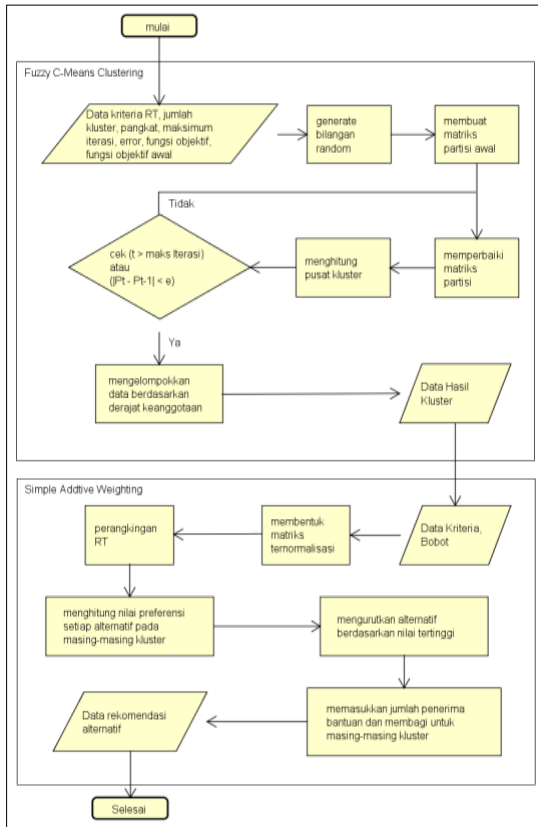 mulai
Fuzzy C-Means Clustering
Data kriteria RT, jumlah
kluster, pangkat, maksimum
iterasi, error, fungsi objektif,
fungsi objektif awal
generate
bilangan
random
membuat
matriks
partisi awal
Tidak
cek (t > maks Iterasi)
atau
(|Pt - Pt-1| < e)
menghitung
pusat kluster
memperbaiki
matriks
partisi
Ya
mengelompokkan
data berdasarkan
derajat keanggotaan
Data Hasil
Kluster
Simple Addtive Weighting
perangkingan
RT
membentuk
matriks
ternormalisasi
Data Kriteria,
Bobot
menghitung nilai preferensi
setiap alternatif pada
masing-masing kluster
mengurutkan alternatif
berdasarkan nilai tertinggi
Data rekomendasi
alternatif
memasukkan jumlah penerima
bantuan dan membagi untuk
masing-masing kluster
Selesai